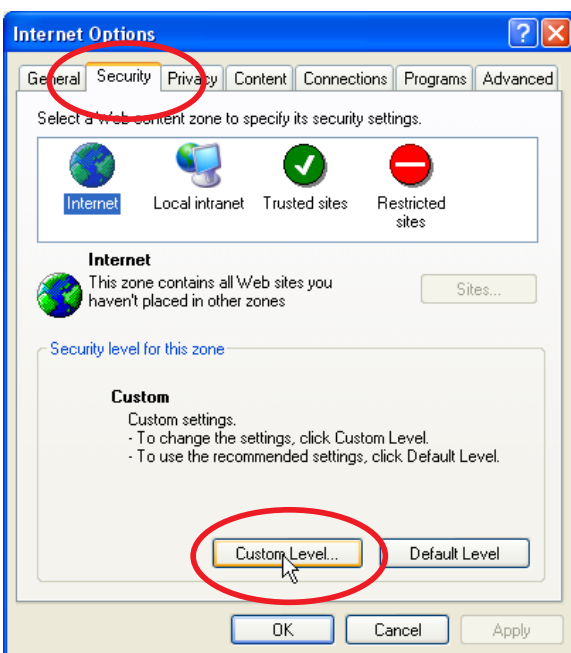 Internet Options
General Security Privacy Content Connections Programs Advanced
Select a Web content zone to specify its security settings.
Internet Local intranet Trusted sites Restricted sites
Internet
This zone contains all Web sites you
haven't placed in other zones
Sites...
Security level for this zone
Custom
Custom settings.
- To change the settings, click Custom Level.
- To use the recommended settings, click Default Level.
Custom Level... Default Level
OK Cancel Apply